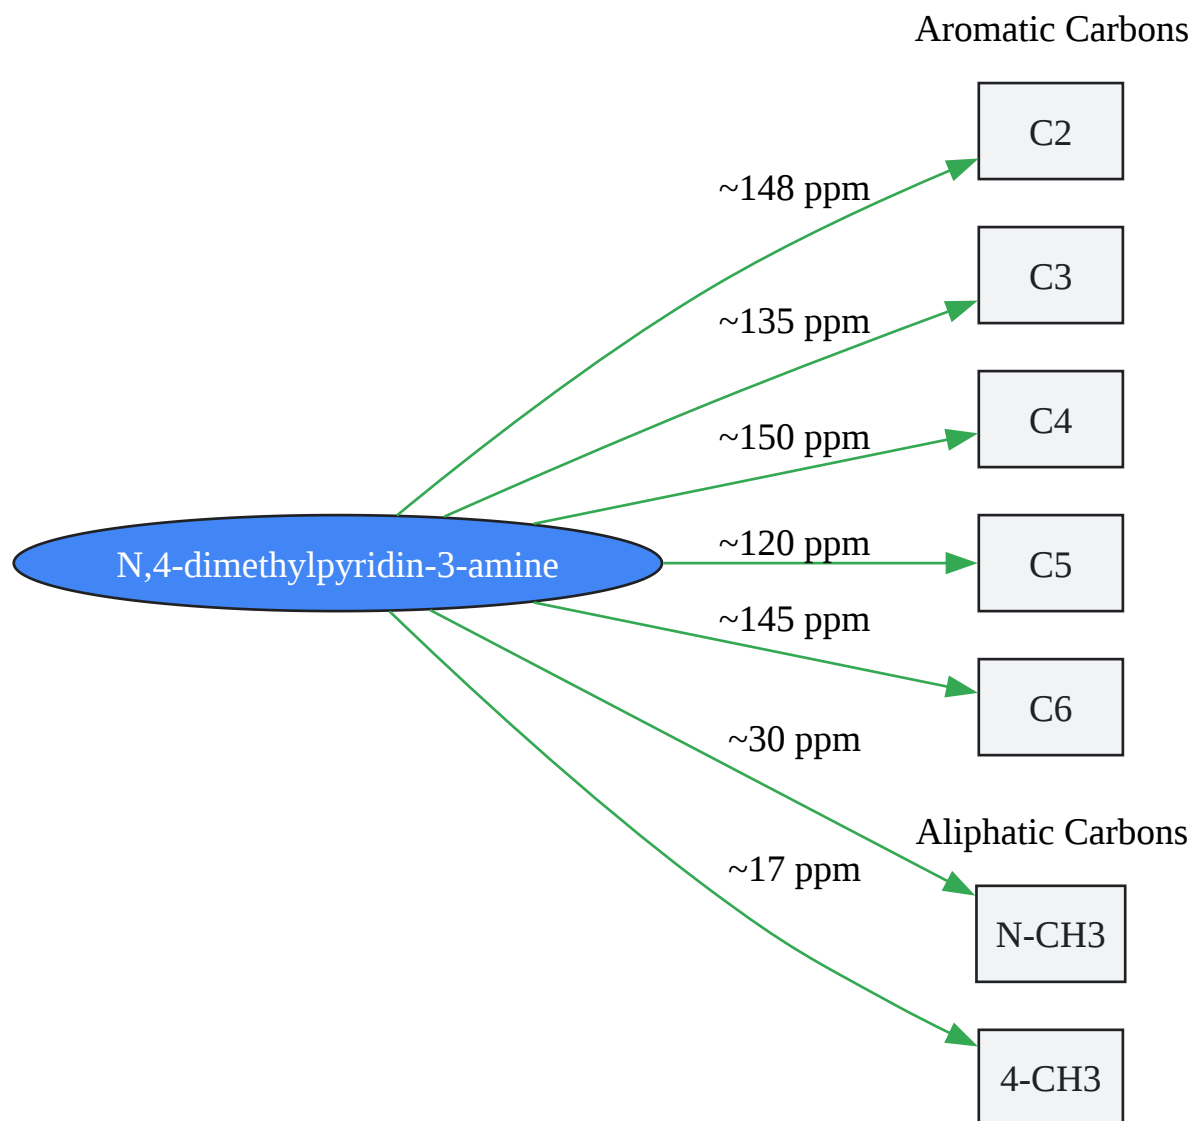 Aromatic Carbons
C2
~148 ppm
C3
~135 ppm
C4
~150 ppm
N,4-dimethylpyridin-3-amine
~120 ppm
C5
~145 ppm
C6
~30 ppm
Aliphatic Carbons
~17 ppm
N-CH3
4-CH3